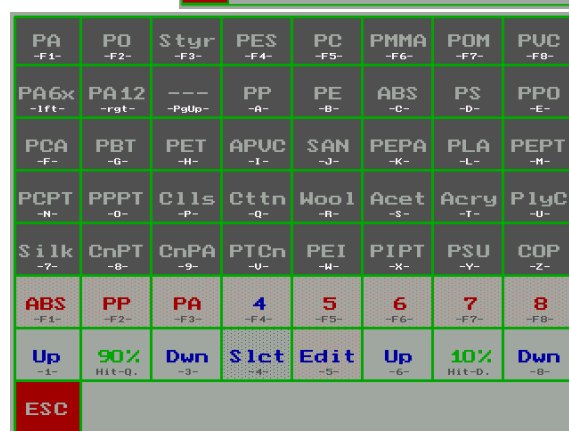 PA PO Styr PES PC PMMA POM PVC
-F1- -F2- -F3- -F4- -F5- -F6- -F7- -F8-
PA6x PA12 --- PP PE ABS PS PPO
-lft- -rgt- -PgUp- -A- -B- -C- -D- -E-
PCA PBT PET APVC SAN PEPA PLA PEPT
-F- -G- -H- -I- -J- -K- -L- -M-
PCPT PPPT Clls Cttn Wool Acet Acry PlyC
-N- -O- -P- -Q- -R- -S- -T- -U-
Silk CnPT CnPA PTCn PEI PIPT PSU COP
-7- -8- -9- -V- -W- -X- -Y- -Z-
ABS PP PA 4 5 6 7 8
-F1- -F2- -F3- -F4- -F5- -F6- -F7- -F8-
Up 90% Dwn Slct Edit Up 10% Dwn
-1- Hit-Q. -3- -4- -5- -6- Hit-D. -8-
ESC